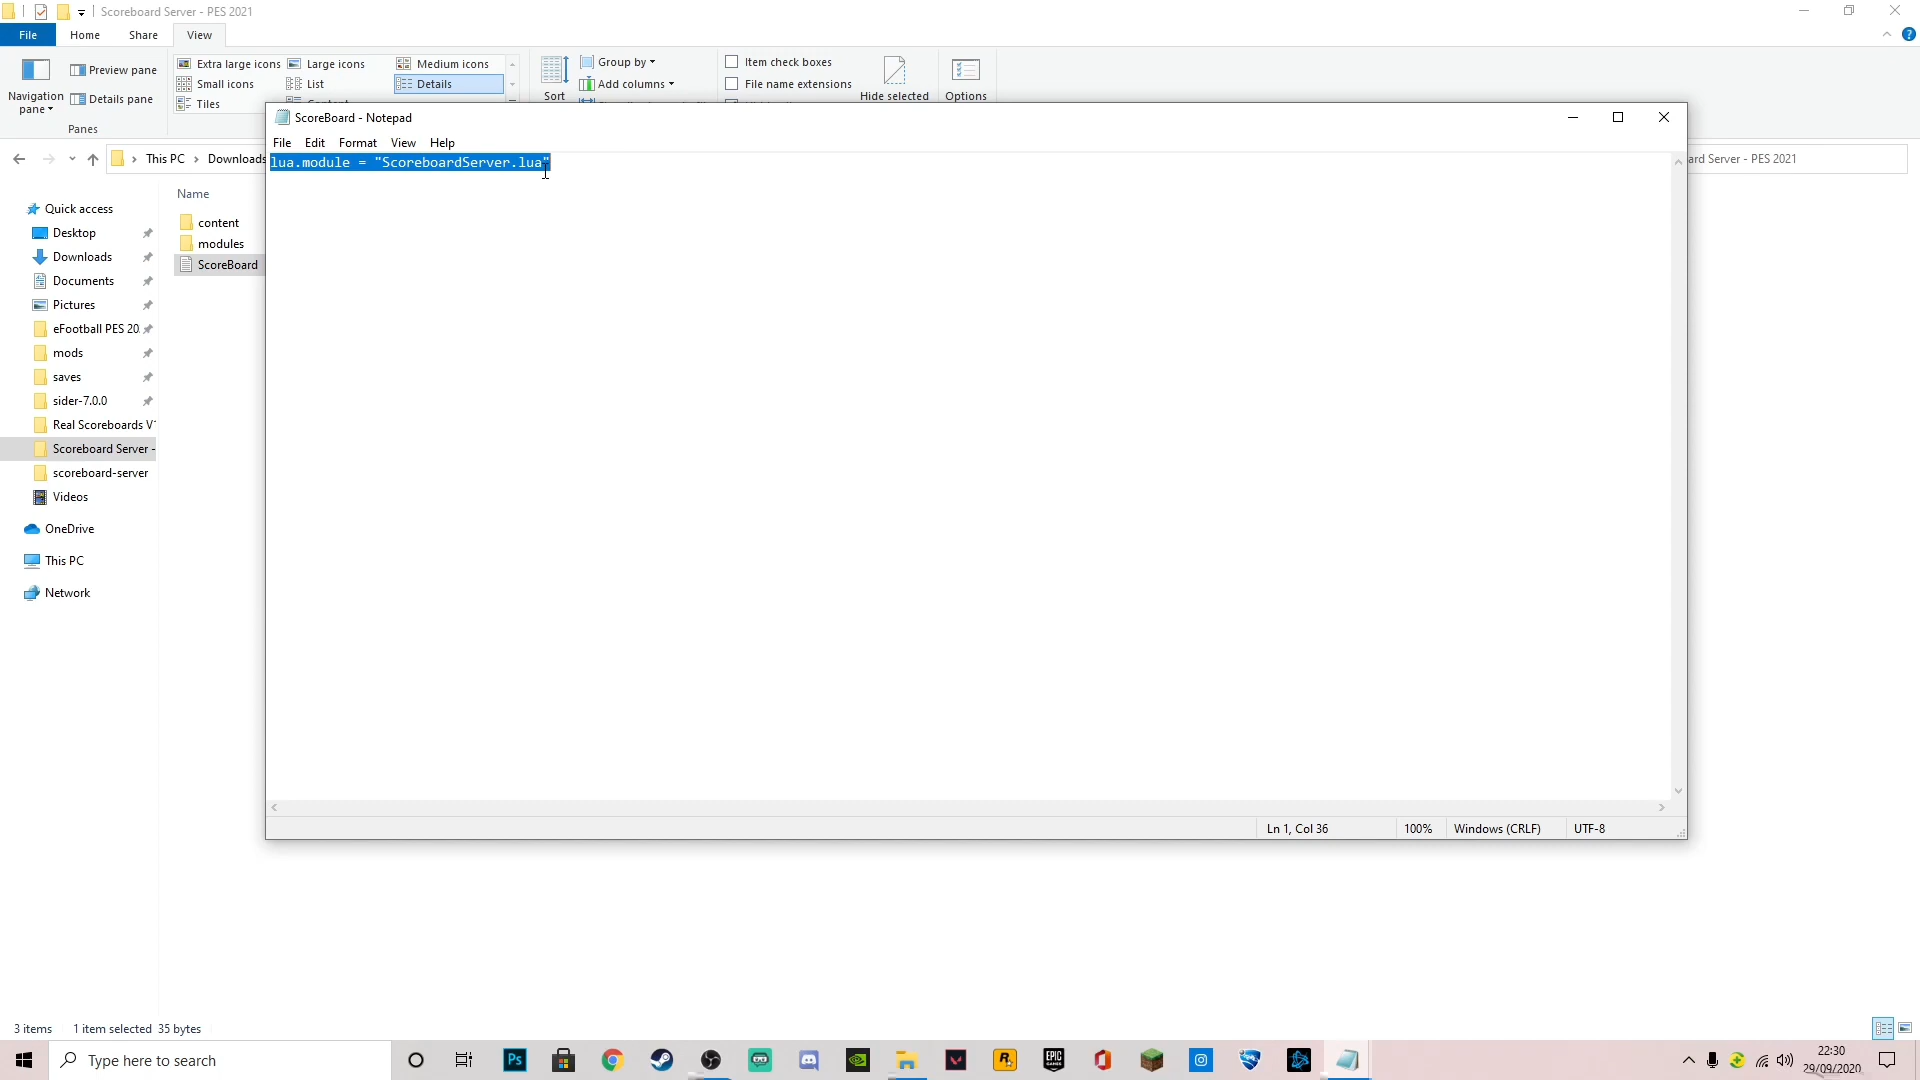 Scoreboard Server - PES 2021
File
Home
Share
View
Navigation
pane
Preview pane
Details pane
Panes
Extra large icons
Large icons
Medium icons
Small icons
List
Details
Tiles
Sort
Group by
Add columns
Item check boxes
File name extensions
Hide selected
Options
This PC
Downloads
ard Server - PES 2021
ScoreBoard - Notepad
File
Edit
Format
View
Help
lua.module = "ScoreboardServer.lua"
Name
content
modules
ScoreBoard
Quick access
Desktop
Downloads
Documents
Pictures
eFootball PES 20
mods
saves
sider-7.0.0
Real Scoreboards V
Scoreboard Server -
scoreboard-server
Videos
OneDrive
This PC
Network
Ln 1, Col 36
100%
Windows (CRLF)
UTF-8
3 items
1 item selected 35 bytes
Type here to search
Ps
R
EPIC
GAMES
22:30
29/09/2020